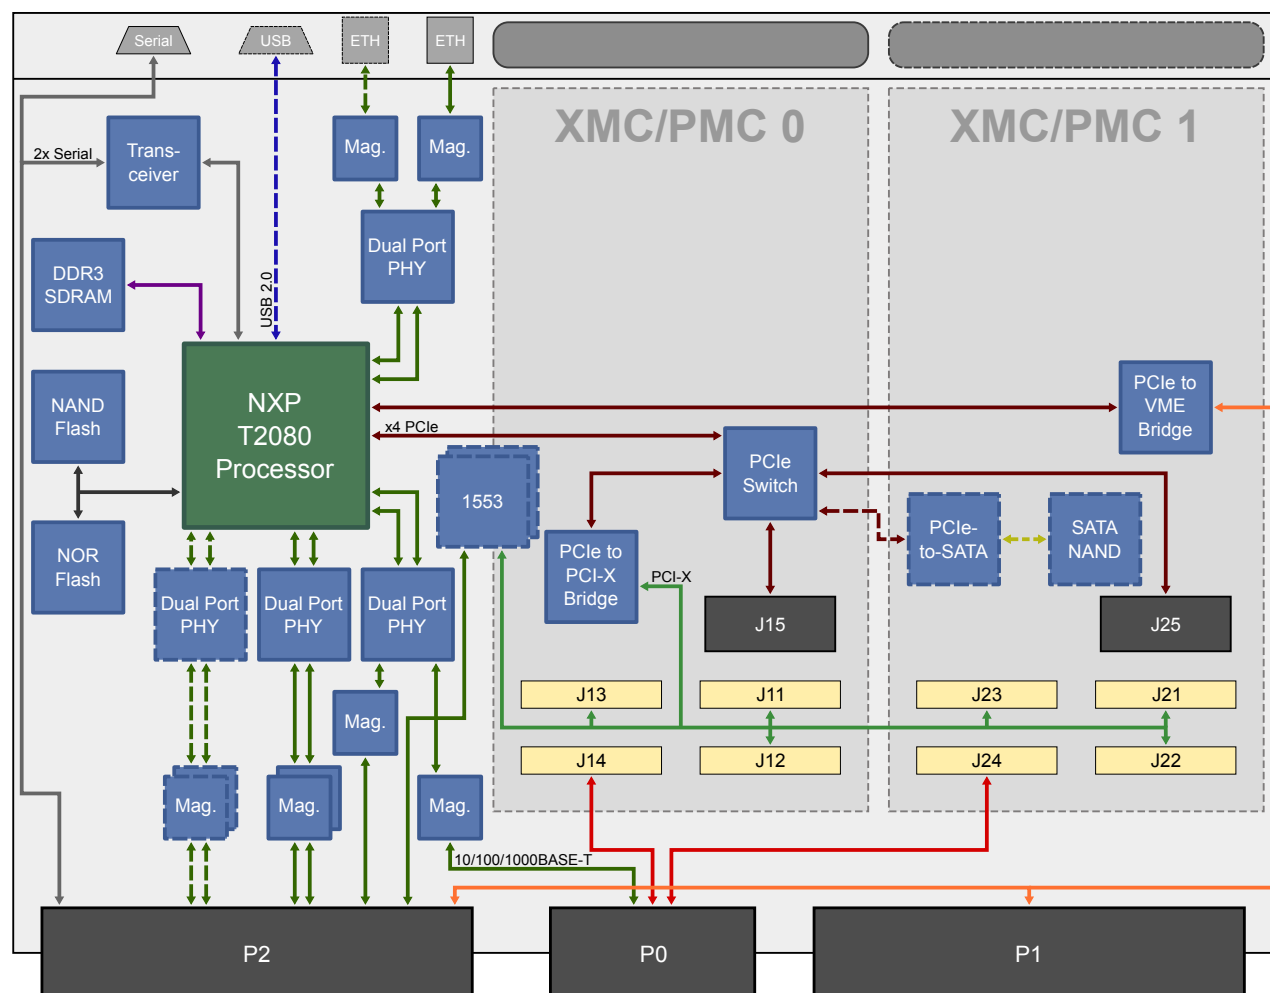 Serial
USB
ETH
ETH
XMC/PMC 0
XMC/PMC 1
2x Serial
Trans-
ceiver
Mag.
Mag.
Dual Port
PHY
DDR3
SDRAM
USB 2.0
NAND
Flash
NXP
T2080
Processor
x4 PCIe
PCIe to
VME
Bridge
PCIe
Switch
1553
NOR
Flash
PCIe to
PCI-X
Bridge
PCI-X
PCIe-
to-SATA
SATA
NAND
Dual Port
PHY
Dual Port
PHY
Dual Port
PHY
J15
J25
Mag.
J13
J11
J23
J21
J14
J12
J24
J22
Mag.
Mag.
Mag.
10/100/1000BASE-T
P2
P0
P1